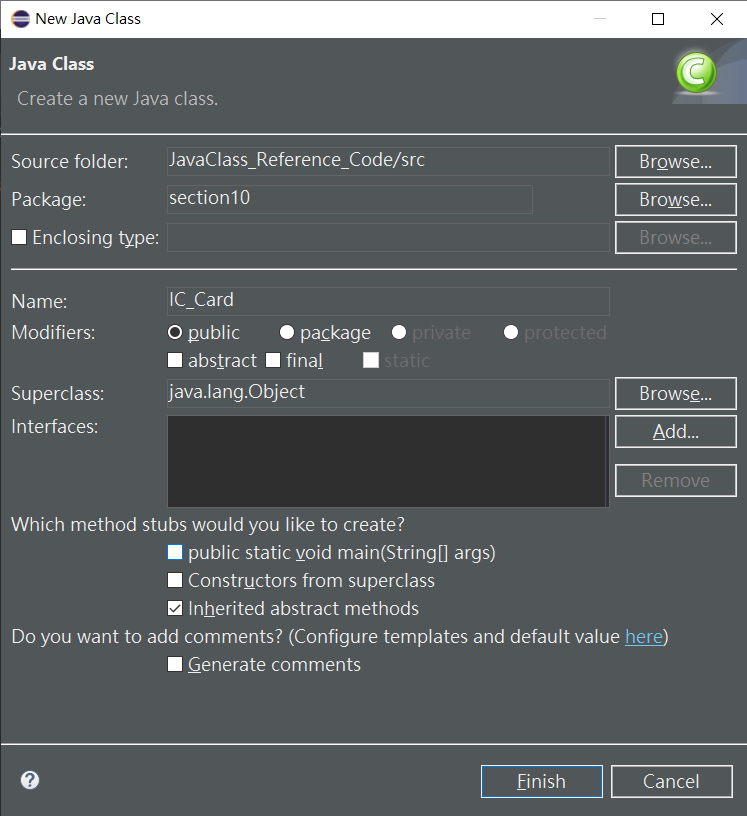 New Java Class
Java Class
Create a new Java class.
Source folder: JavaClass_Reference_Code/src Browse...
Package: section10 Browse...
Enclosing type: Browse...
Name: IC_Card
Modifiers: public package private protected
abstract final static
Superclass: java.lang.Object Browse...
Interfaces: Add...
Remove
Which method stubs would you like to create?
public static void main(String[] args)
Constructors from superclass
Inherited abstract methods
Do you want to add comments? (Configure templates and default value here)
Generate comments
? Finish Cancel